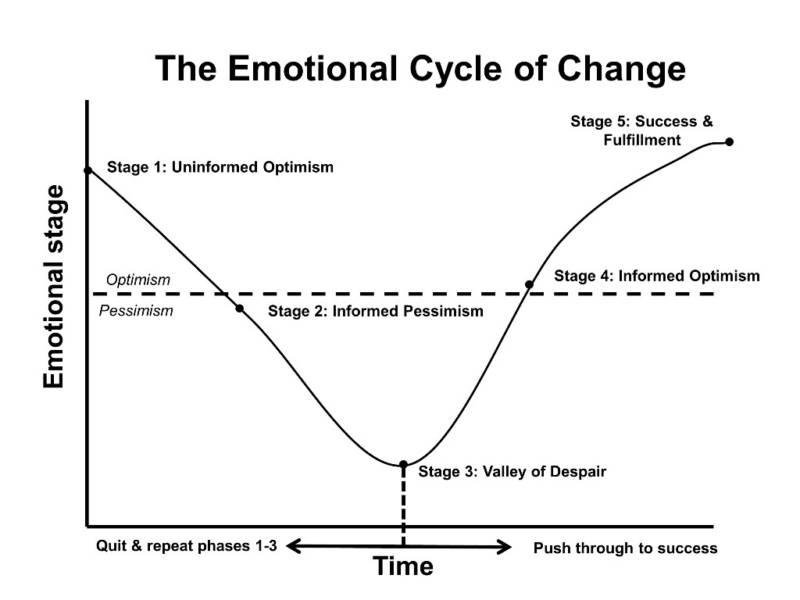 The Emotional Cycle of Change
Stage 5: Success &
Fulfillment
Stage 1: Uninformed Optimism
Emotional stage
Optimism
Stage 4: Informed Optimism
Pessimism
Stage 2: Informed Pessimism
Stage 3: Valley of Despair
Quit & repeat phases 1-3
Push through to success
Time